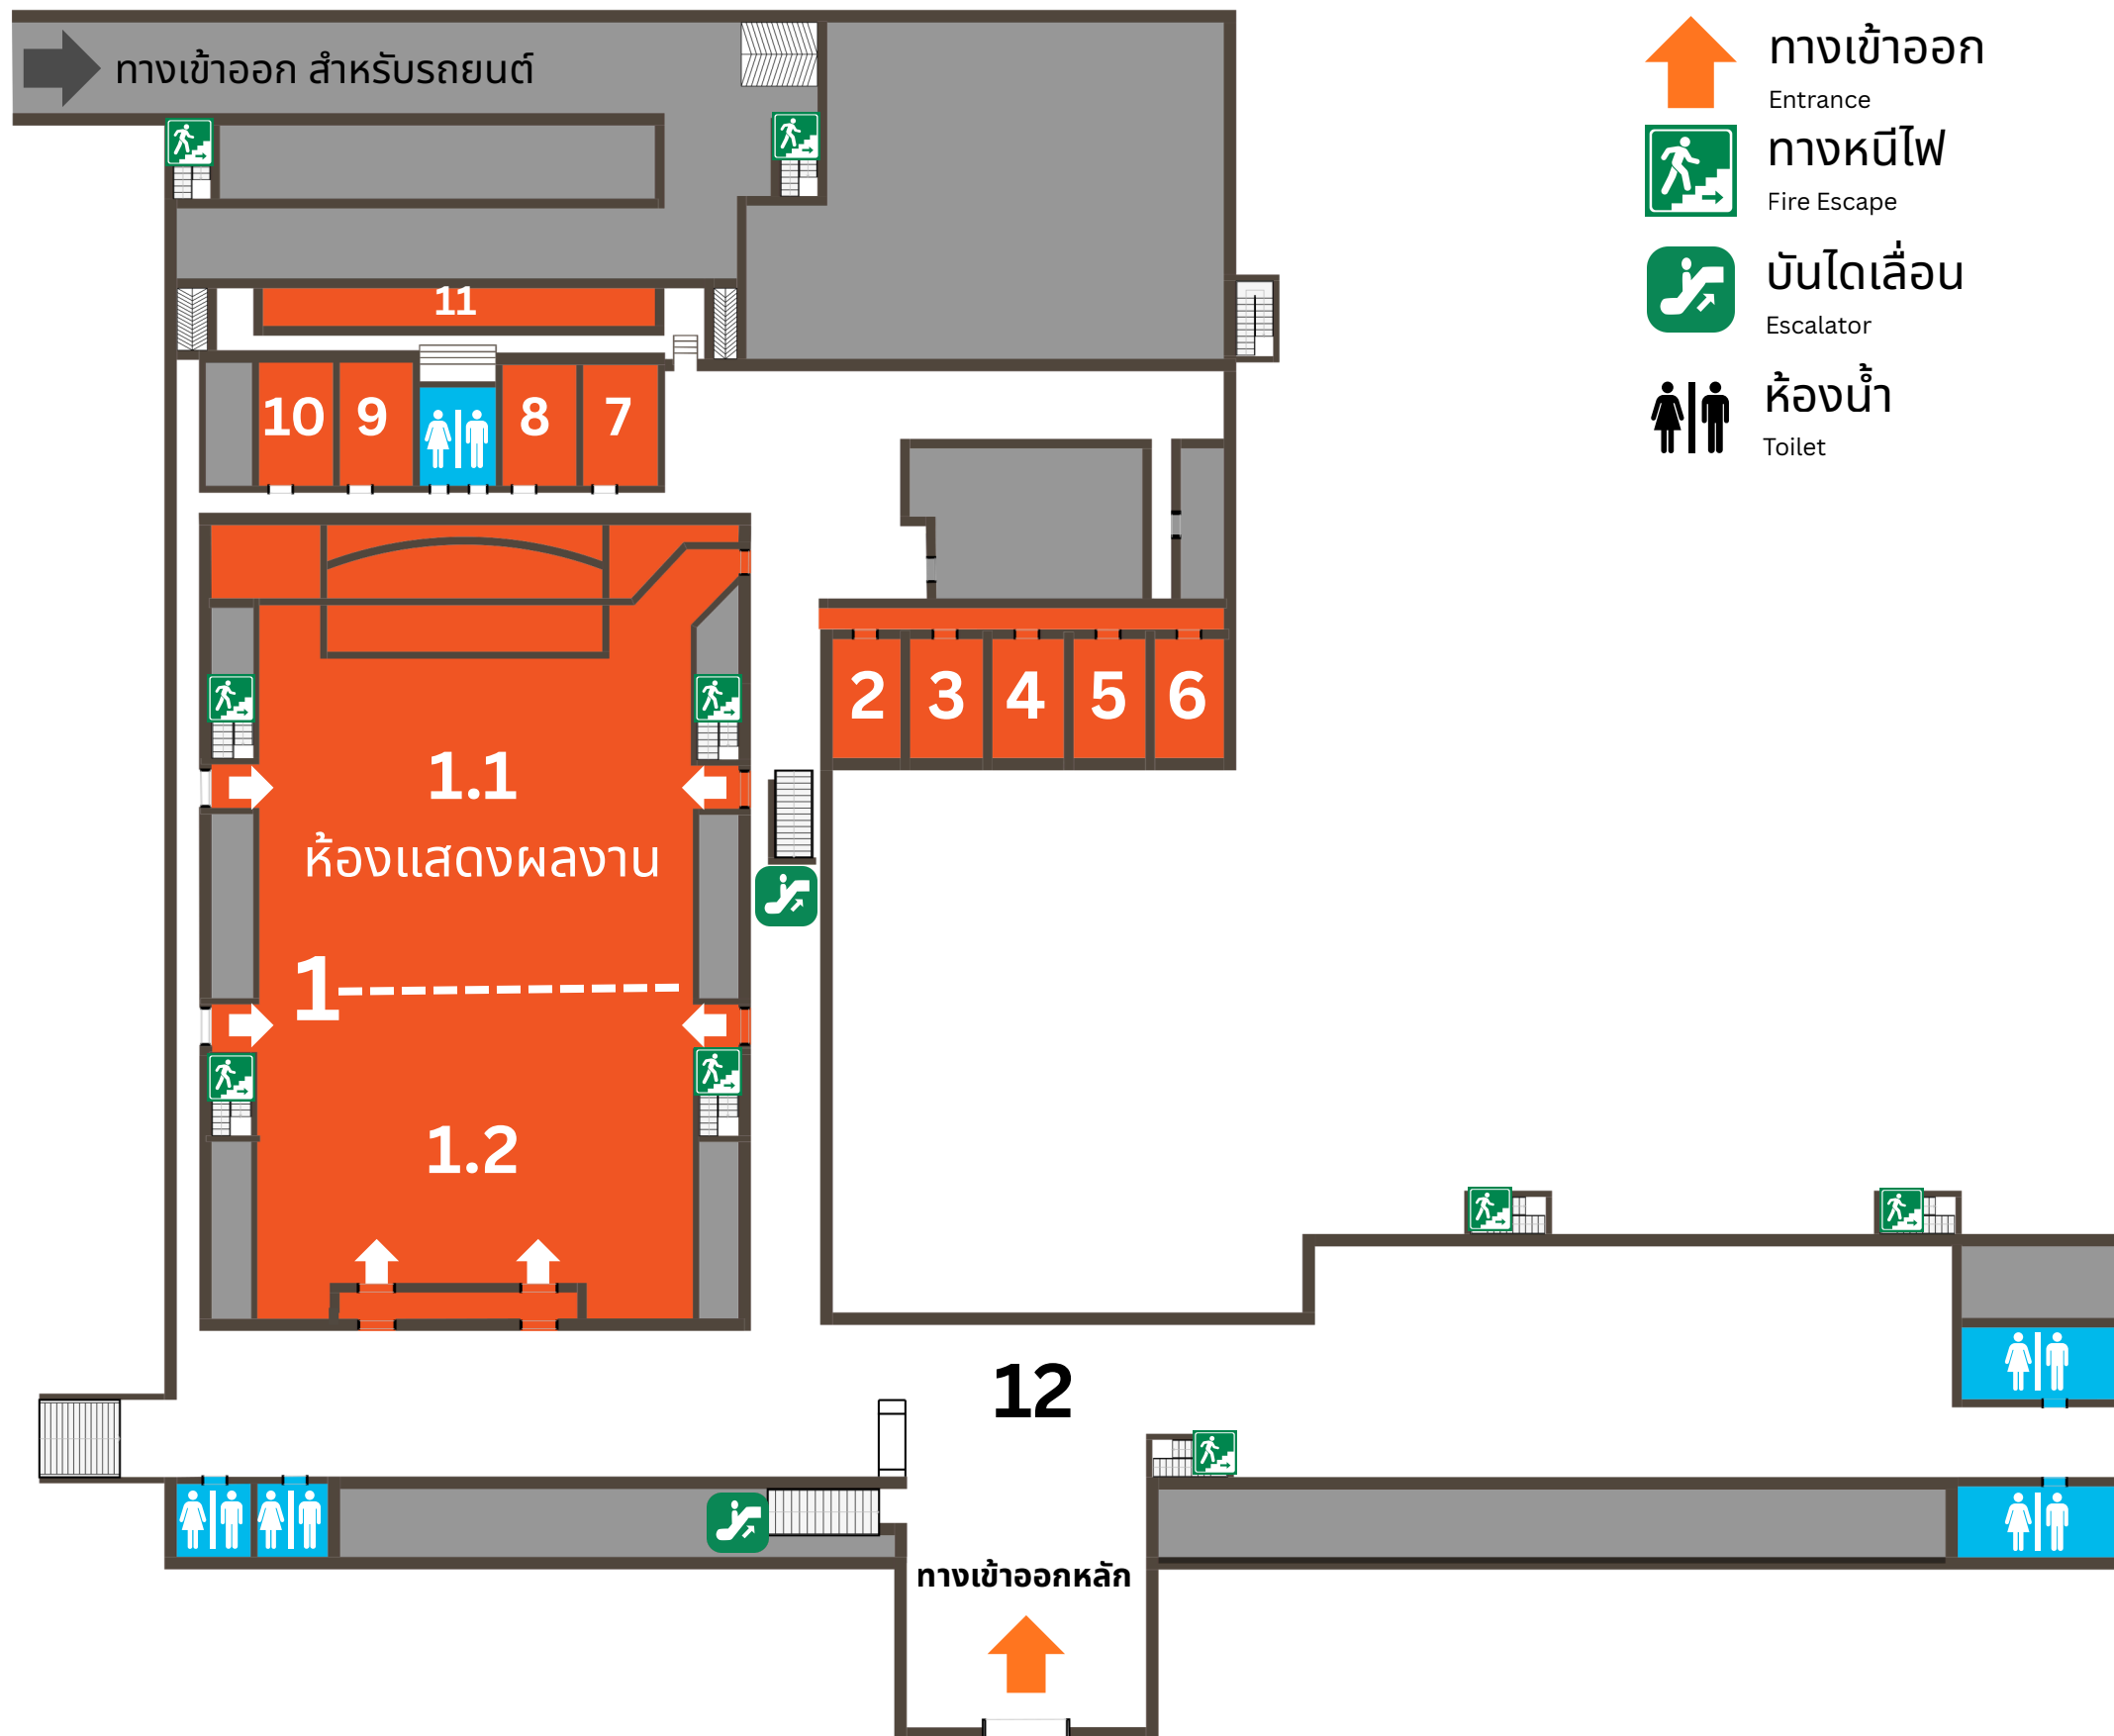 ทางเข้าออก สำหรับรถยนต์
ทางเข้าออก
Entrance
ทางหนีไฟ
Fire Escape
บันไดเลื่อน
Escalator
ห้องน้ำ
Toilet
11
10 9 8 7
2 3 4 5 6
1.1
ห้องแสดงผลงาน
1
1.2
12
ทางเข้าออกหลัก